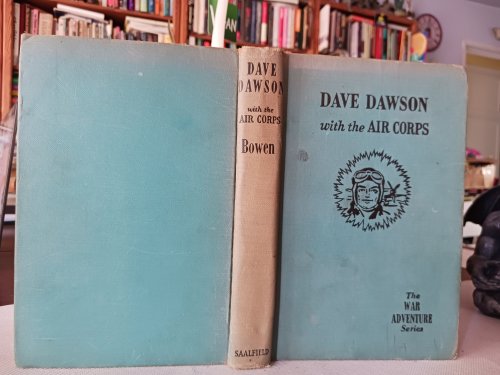 DAVE
DAWSON
with the
AIR CORPS
Bowen
SAALFIELD
DAVE DAWSON
with the AIR CORPS
The
WAR
ADVENTURE
Series